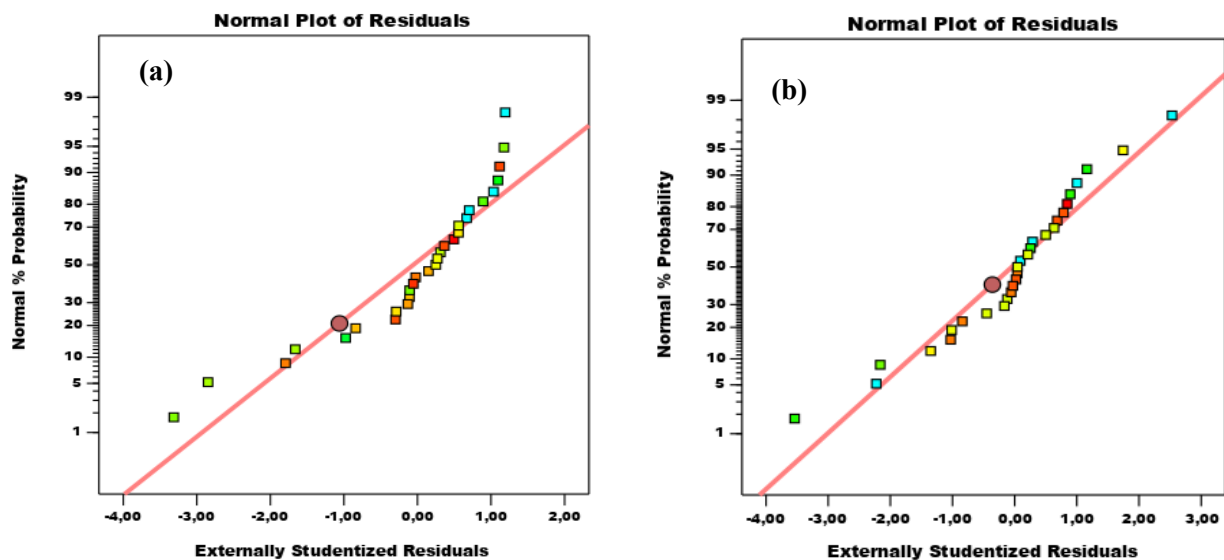 Normal Plot of Residuals
(a)
Normal % Probability
99
95
90
80
70
50
30
20
10
5
1
-4,00 -3,00 -2,00 -1,00 0,00 1,00 2,00
Externally Studentized Residuals
Normal Plot of Residuals
(b)
Normal % Probability
99
95
90
80
70
50
30
20
10
5
1
-4,00 -3,00 -2,00 -1,00 0,00 1,00 2,00 3,00
Externally Studentized Residuals